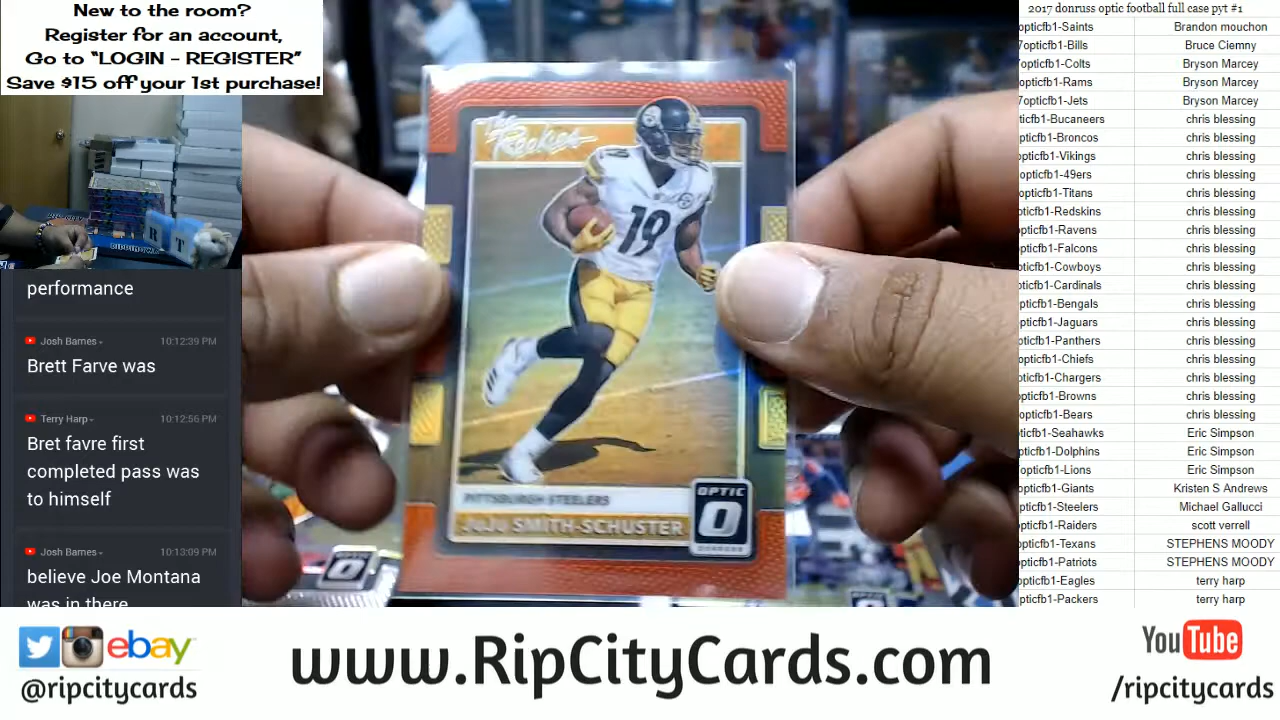 New to the room?
Register for an account,
Go to “LOGIN - REGISTER”
Save $15 off your 1st purchase!
performance
Josh Barnes 10:12:39 PM
Brett Farve was
Terry Harp 10:12:56 PM
Bret favre first
completed pass was
to himself
Josh Barnes 10:13:09 PM
believe Joe Montana
was in there
The
Rookies
19
PITTSBURGH STEELERS
JUJU SMITH-SCHUSTER
OPTIC
DONRUSS
2017 donruss optic football full case pyt #1
opticfb1-Saints Brandon mouchon
7opticfb1-Bills Bruce Ciemny
7opticfb1-Colts Bryson Marcey
opticfb1-Rams Bryson Marcey
7opticfb1-Jets Bryson Marcey
opticfb1-Bucaneers chris blessing
opticfb1-Broncos chris blessing
opticfb1-Vikings chris blessing
opticfb1-49ers chris blessing
opticfb1-Titans chris blessing
opticfb1-Redskins chris blessing
opticfb1-Ravens chris blessing
opticfb1-Falcons chris blessing
opticfb1-Cowboys chris blessing
opticfb1-Cardinals chris blessing
opticfb1-Bengals chris blessing
opticfb1-Jaguars chris blessing
opticfb1-Panthers chris blessing
opticfb1-Chiefs chris blessing
opticfb1-Chargers chris blessing
opticfb1-Browns chris blessing
opticfb1-Bears chris blessing
opticfb1-Seahawks Eric Simpson
opticfb1-Dolphins Eric Simpson
opticfb1-Lions Eric Simpson
opticfb1-Giants Kristen S Andrews
opticfb1-Steelers Michael Gallucci
opticfb1-Raiders scott verrell
opticfb1-Texans STEPHENS MOODY
opticfb1-Patriots STEPHENS MOODY
opticfb1-Eagles terry harp
opticfb1-Packers terry harp
ebay
@ripcitycards
www.RipCityCards.com
YouTube
/ripcitycards